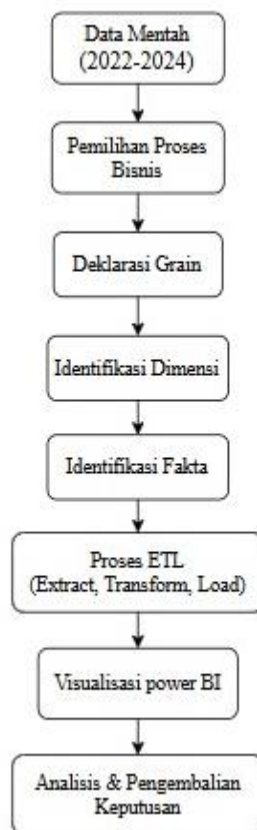 Data Mentah
(2022-2024)
Pemilihan Proses
Bisnis
Deklarasi Grain
Identifikasi Dimensi
Identifikasi Fakta
Proses ETL
(Extract, Transform, Load)
Visualisasi power BI
Analisis & Pengembalian
Keputusan